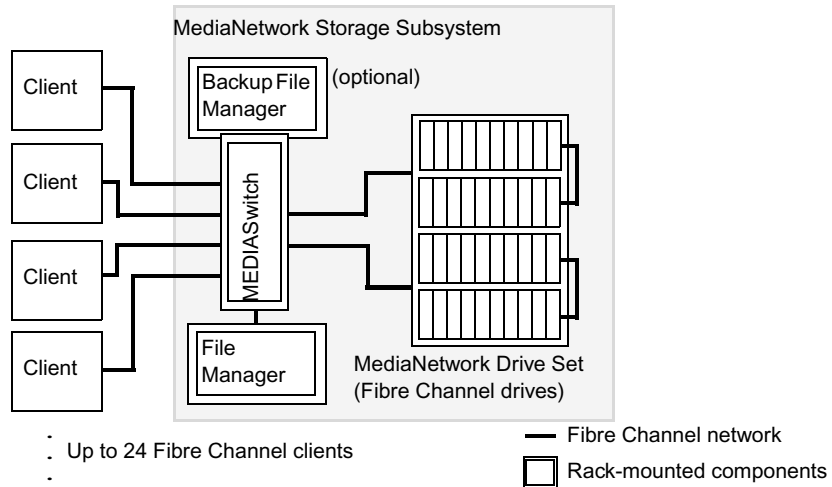 MediaNetwork Storage Subsystem
Client
Backup File
Manager
(optional)
Client
MEDIASwitch
Client
Client
File
Manager
MediaNetwork Drive Set
(Fibre Channel drives)
Up to 24 Fibre Channel clients
Fibre Channel network
Rack-mounted components